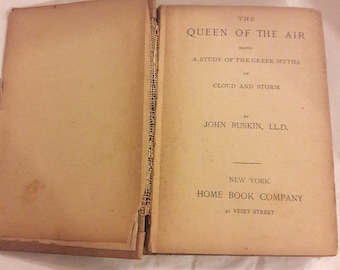 THE
QUEEN OF THE AIR
BEING
A STUDY OF THE GREEK MYTHS
OF
CLOUD AND STORM
BY
JOHN RUSKIN, LL.D.
NEW YORK
HOME BOOK COMPANY
45 VESEY STREET